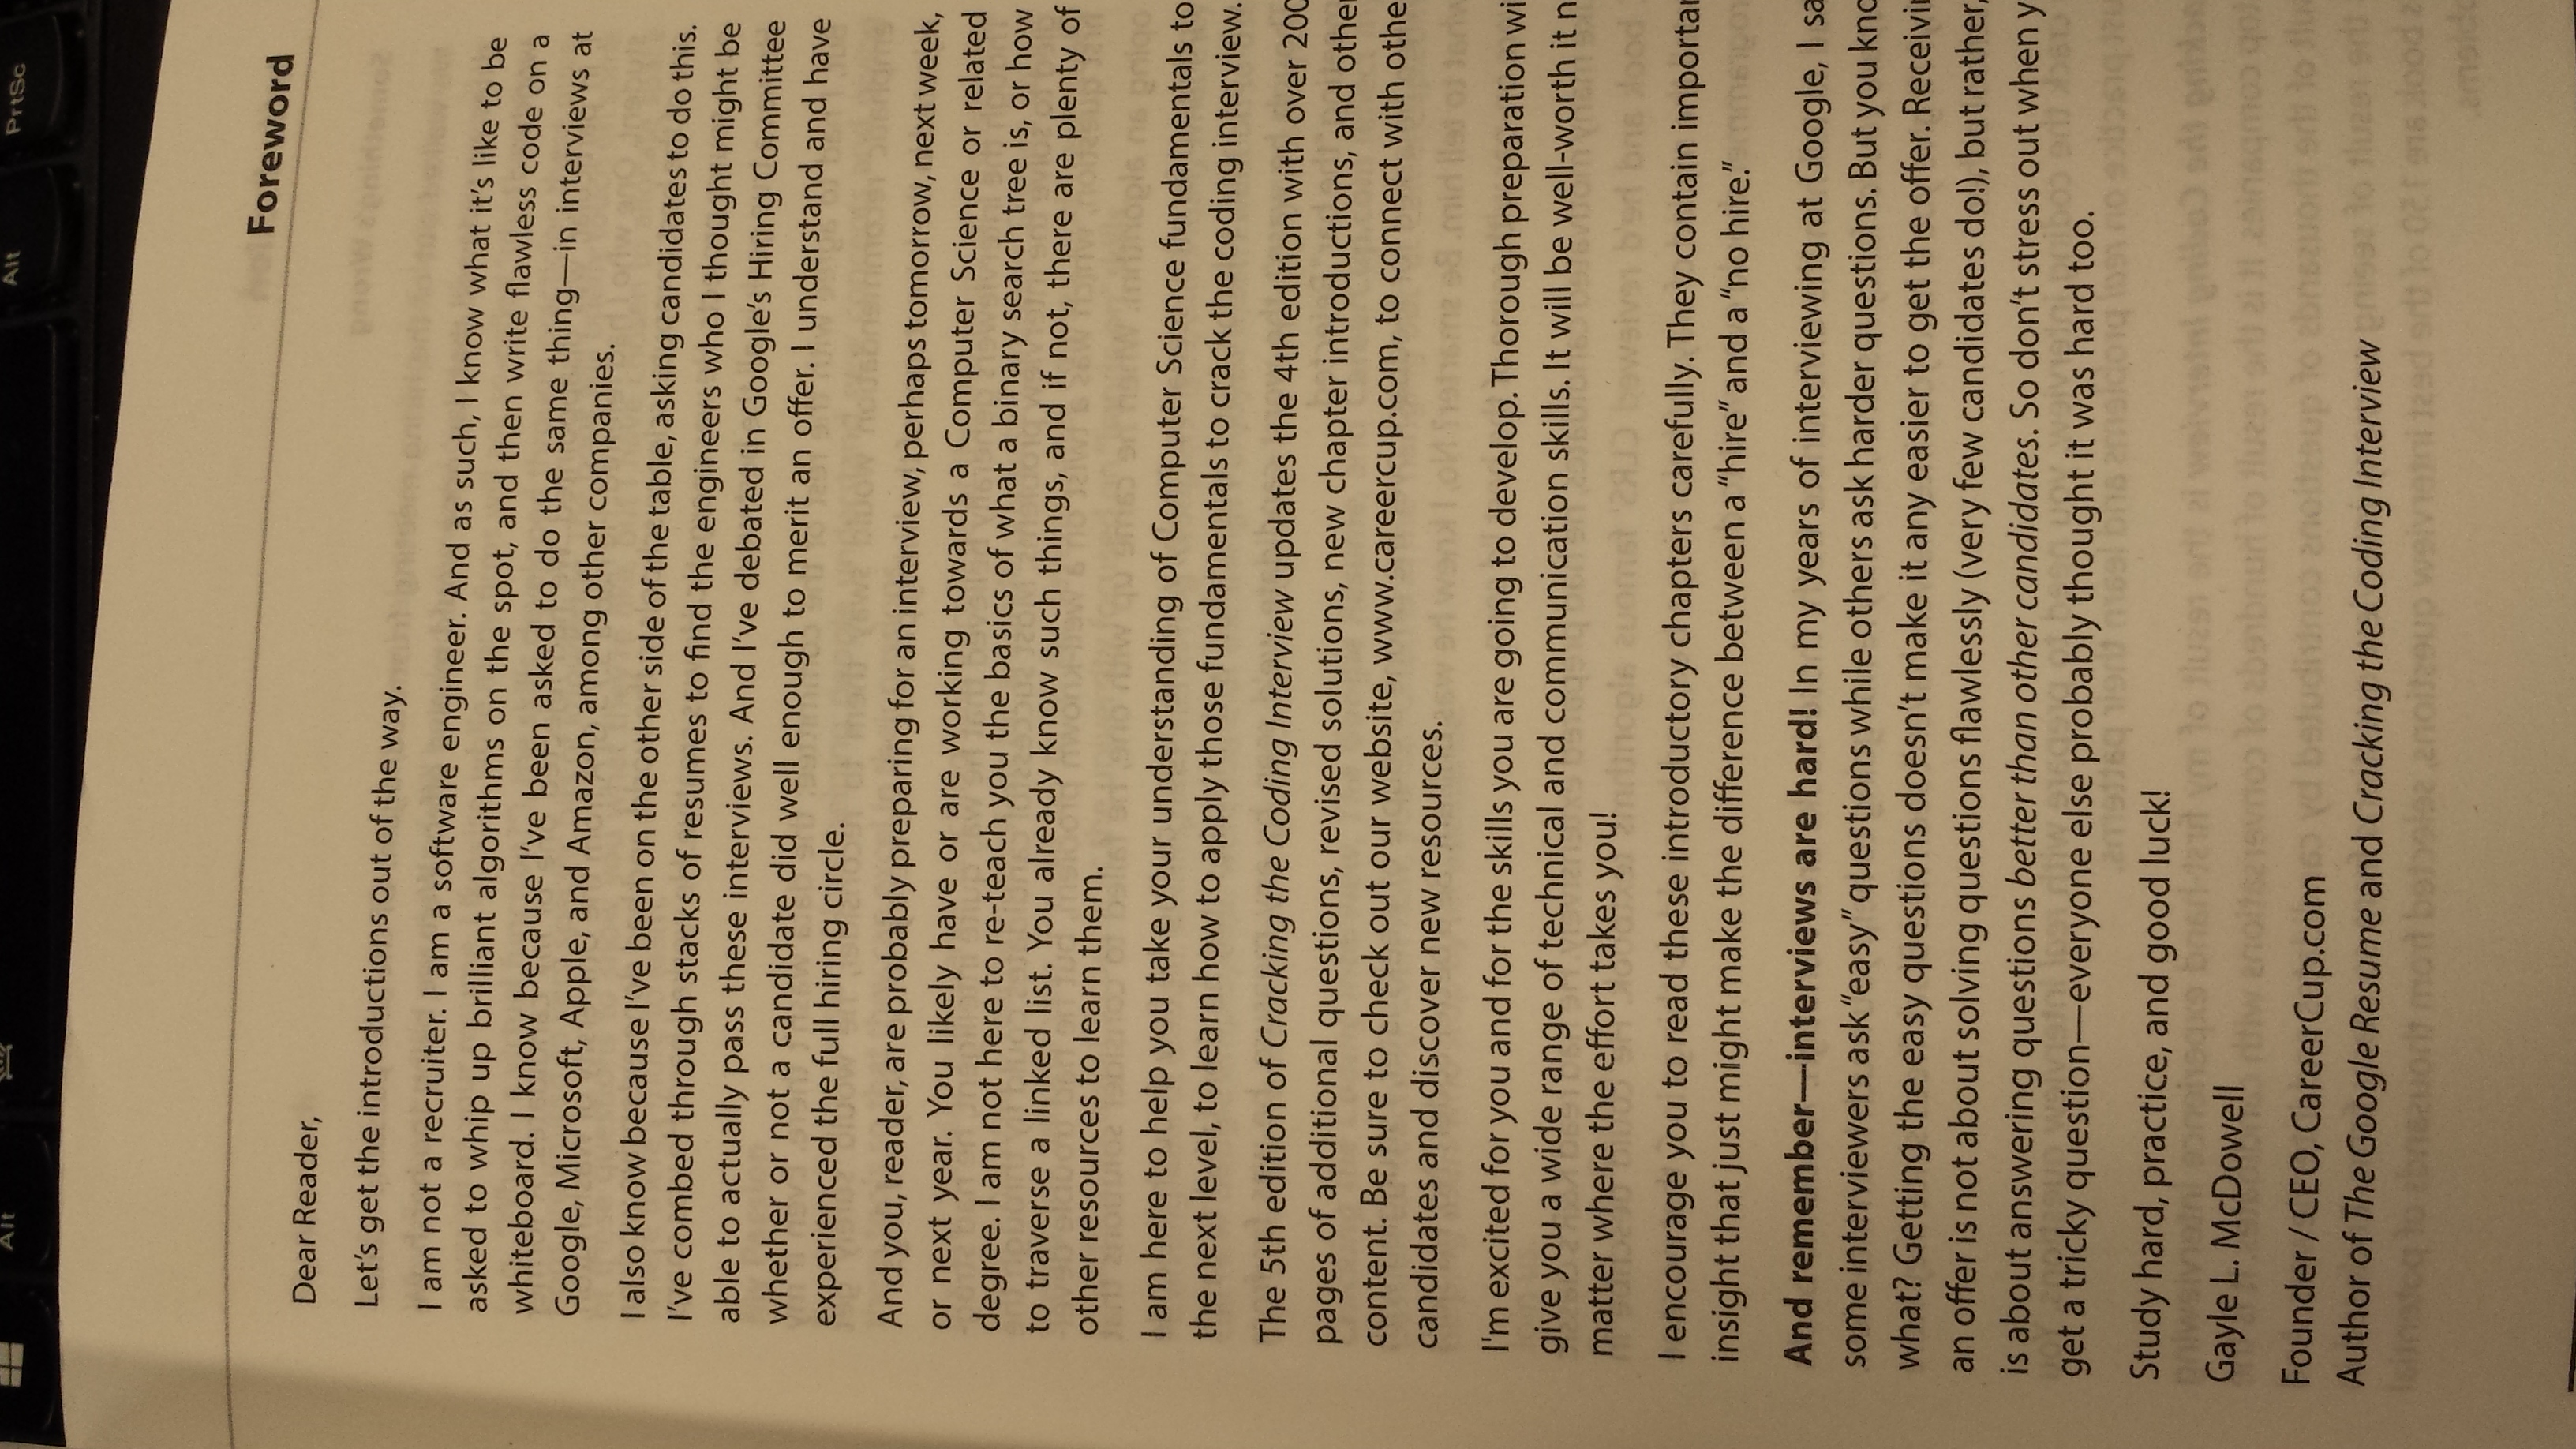 Alt
Alt
PrtSc
Foreword
Dear Reader,
Let's get the introductions out of the way.
I am not a recruiter. I am a software engineer. And as such, I know what it's like to be
asked to whip up brilliant algorithms on the spot, and then write flawless code on a
whiteboard. I know because I've been asked to do the same thing—in interviews at
Google, Microsoft, Apple, and Amazon, among other companies.
I also know because I've been on the other side of the table, asking candidates to do this.
I've combed through stacks of resumes to find the engineers who I thought might be
able to actually pass these interviews. And I've debated in Google's Hiring Committee
whether or not a candidate did well enough to merit an offer. I understand and have
experienced the full hiring circle.
And you, reader, are probably preparing for an interview, perhaps tomorrow, next week,
or next year. You likely have or are working towards a Computer Science or related
degree. I am not here to re-teach you the basics of what a binary search tree is, or how
to traverse a linked list. You already know such things, and if not, there are plenty of
other resources to learn them.
I am here to help you take your understanding of Computer Science fundamentals to
the next level, to learn how to apply those fundamentals to crack the coding interview.
The 5th edition of Cracking the Coding Interview updates the 4th edition with over 200
pages of additional questions, revised solutions, new chapter introductions, and other
content. Be sure to check out our website, www.careercup.com, to connect with othe
candidates and discover new resources.
I'm excited for you and for the skills you are going to develop. Thorough preparation wi
give you a wide range of technical and communication skills. It will be well-worth it n
matter where the effort takes you!
I encourage you to read these introductory chapters carefully. They contain importa
insight that just might make the difference between a "hire" and a "no hire."
And remember—interviews are hard! In my years of interviewing at Google, I sa
some interviewers ask "easy" questions while others ask harder questions. But you kno
what? Getting the easy questions doesn't make it any easier to get the offer. Receivi
an offer is not about solving questions flawlessly (very few candidates do!), but rather,
is about answering questions better than other candidates. So don't stress out when y
get a tricky question—everyone else probably thought it was hard too.
Study hard, practice, and good luck!
Gayle L. McDowell
Founder / CEO, CareerCup.com
Author of The Google Resume and Cracking the Coding Interview